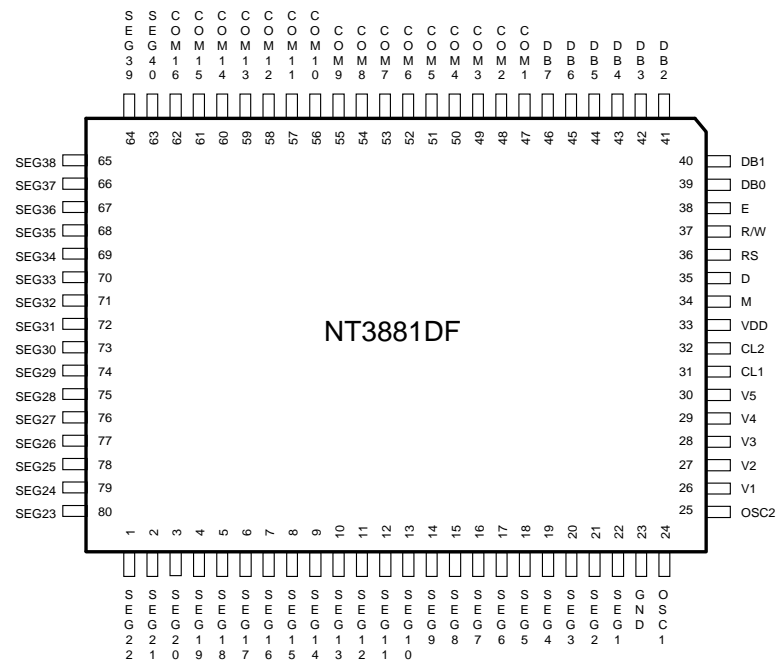 SEG39
SEG40
COM16
COM15
COM14
COM13
COM12
COM11
COM10
COM9
COM8
COM7
COM6
COM5
COM4
COM3
COM2
COM1
DB7
DB6
DB5
DB4
DB3
DB2
64 63 62 61 60 59 58 57 56 55 54 53 52 51 50 49 48 47 46 45 44 43 42 41
SEG38 65
SEG37 66
SEG36 67
SEG35 68
SEG34 69
SEG33 70
SEG32 71
SEG31 72
SEG30 73
SEG29 74
SEG28 75
SEG27 76
SEG26 77
SEG25 78
SEG24 79
SEG23 80
NT3881DF
40 DB1
39 DB0
38 E
37 R/W
36 RS
35 D
34 M
33 VDD
32 CL2
31 CL1
30 V5
29 V4
28 V3
27 V2
26 V1
25 OSC2
1 2 3 4 5 6 7 8 9 10 11 12 13 14 15 16 17 18 19 20 21 22 23 24
SEG22
SEG21
SEG20
SEG19
SEG18
SEG17
SEG16
SEG15
SEG14
SEG13
SEG12
SEG11
SEG10
SEG9
SEG8
SEG7
SEG6
SEG5
SEG4
SEG3
SEG2
SEG1
GND
OSC1